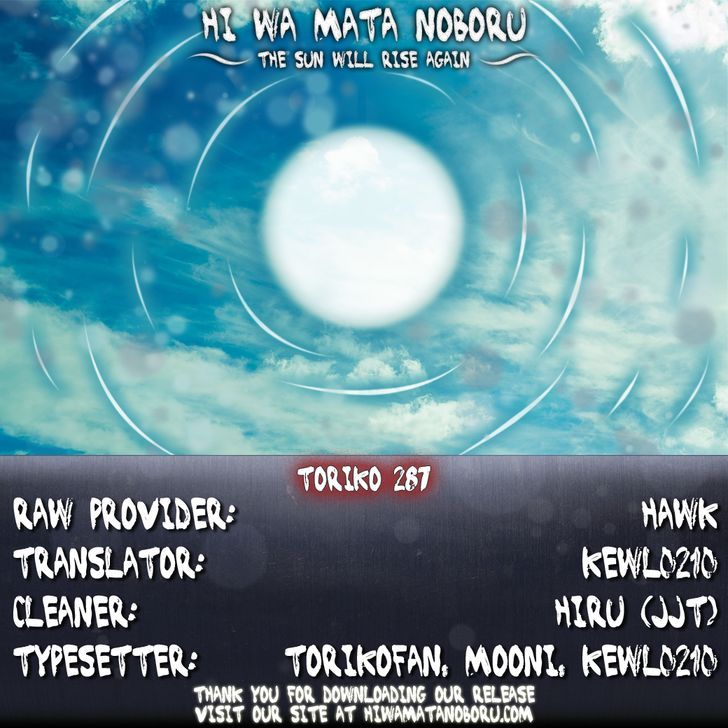 HI WA MATA NOBORU
THE SUN WILL RISE AGAIN
TORIKO 287
RAW PROVIDER: HAWK
TRANSLATOR: KEWL0210
CLEANER: HIRU (JJT)
TYPESETTER: TORIKOFAN, MOONI, KEWL0210
THANK YOU FOR DOWNLOADING OUR RELEASE
VISIT OUR SITE AT HIWAMATANOBORU.COM